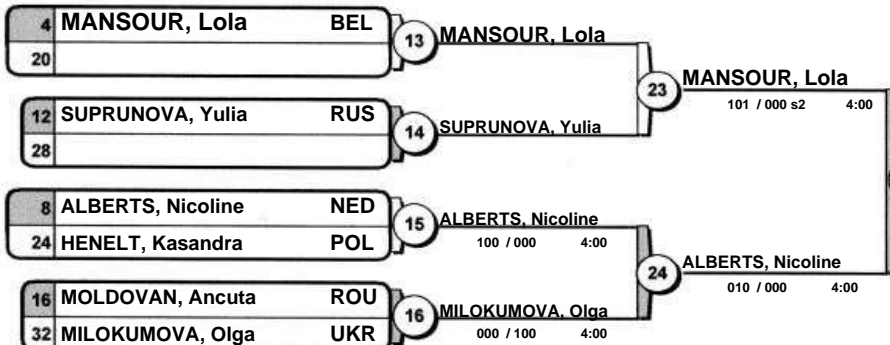 4 MANSOUR, Lola BEL
20
13 MANSOUR, Lola
12 SUPRUNOVA, Yulia RUS
28
14 SUPRUNOVA, Yulia
23 MANSOUR, Lola
101 / 000 s2 4:00
8 ALBERTS, Nicoline NED
24 HENELT, Kasandra POL
15 ALBERTS, Nicoline
100 / 000 4:00
16 MOLDOVAN, Ancuta ROU
32 MILOKUMOVA, Olga UKR
16 MILOKUMOVA, Olga
000 / 100 4:00
24 ALBERTS, Nicoline
010 / 000 4:00